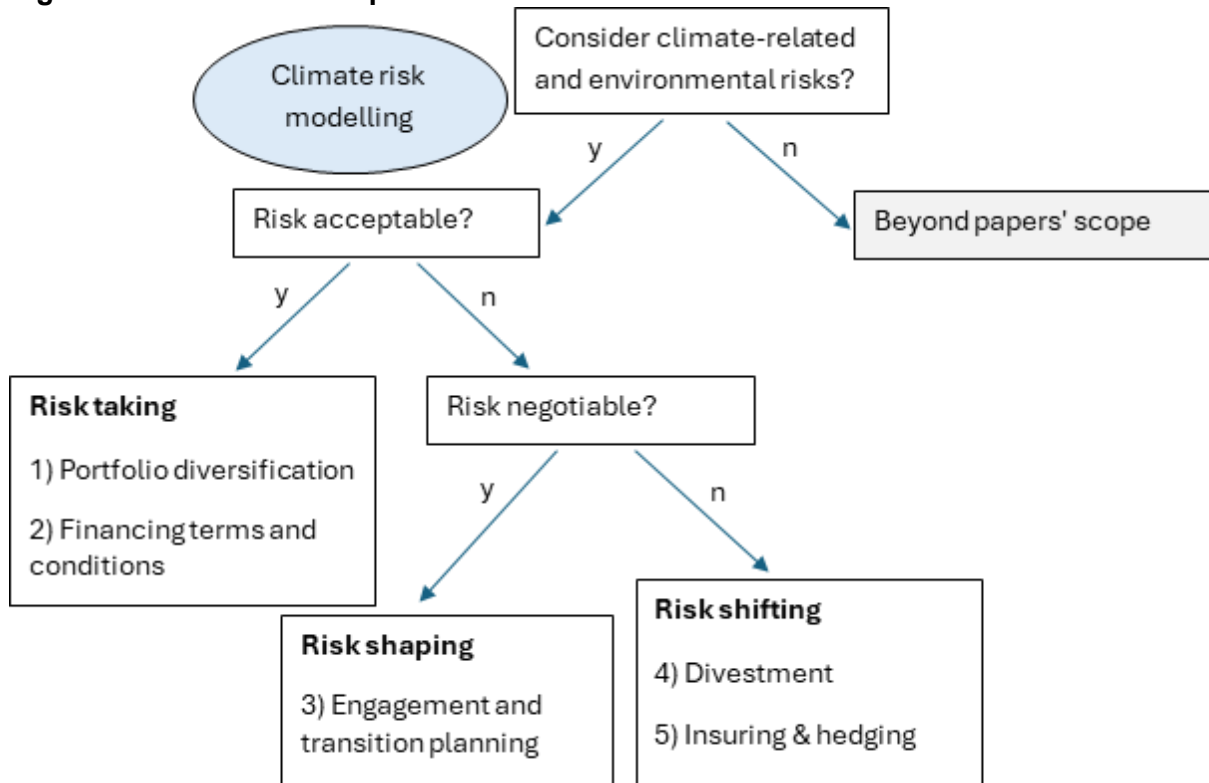 Consider climate-related
and environmental risks?
Climate risk
modelling
y
n
Risk acceptable?
Beyond papers' scope
y
n
Risk taking
1) Portfolio diversification
2) Financing terms and
conditions
Risk negotiable?
y
n
Risk shaping
3) Engagement and
transition planning
Risk shifting
4) Divestment
5) Insuring & hedging